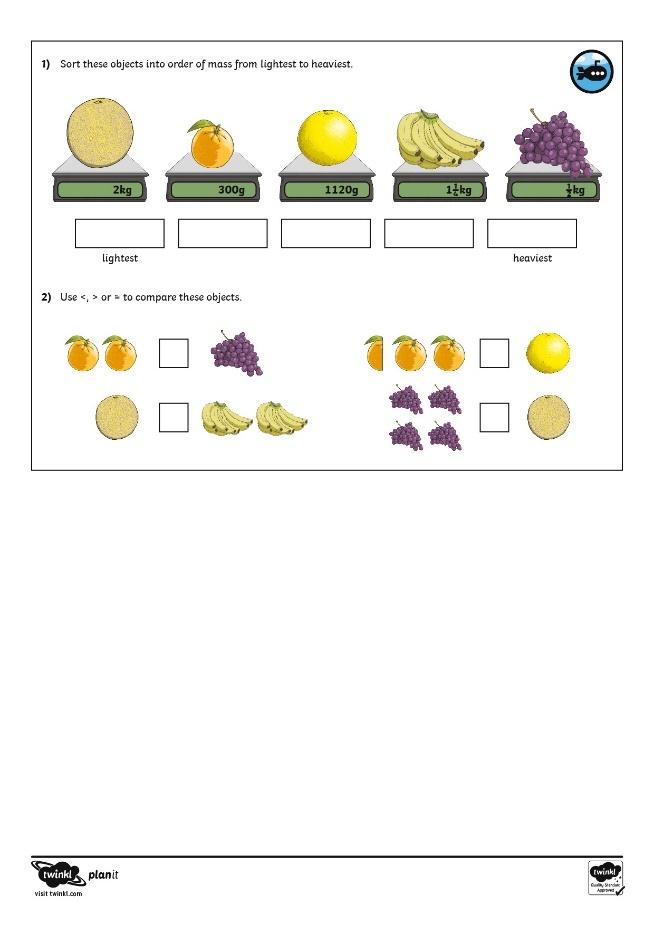 1) Sort these objects into order of mass from lightest to heaviest.
2kg 300g 1120g 1¼kg ½kg
lightest heaviest
2) Use <, > or = to compare these objects.
twinkl planit
visit twinkl.com
twinkl
Quality Standard
Approved